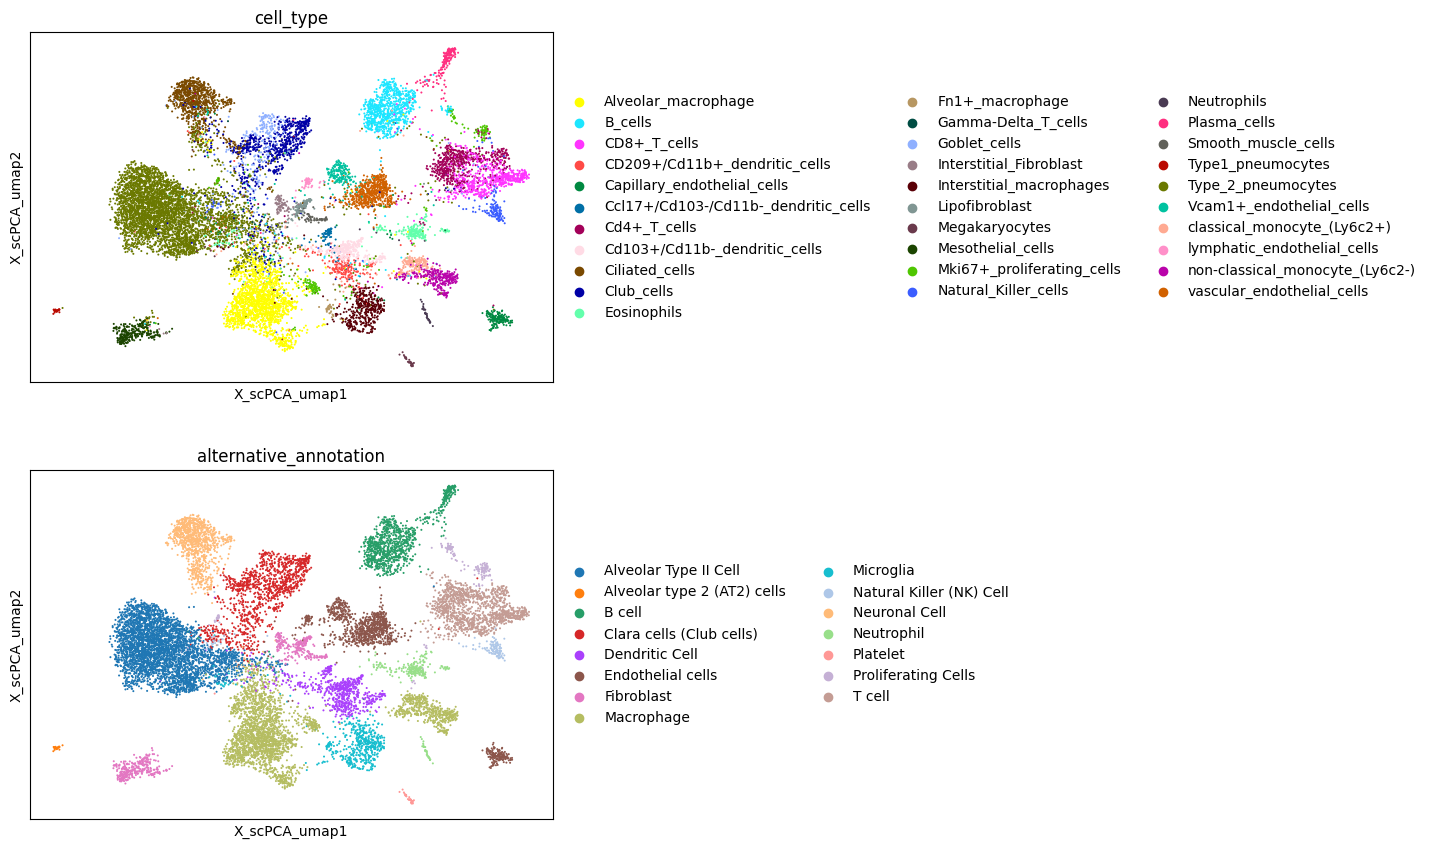 cell_type
X_scPCA_umap2
X_scPCA_umap1
Alveolar_macrophage
B_cells
CD8+_T_cells
CD209+/Cd11b+_dendritic_cells
Capillary_endothelial_cells
Ccl17+/Cd103-/Cd11b-_dendritic_cells
Cd4+_T_cells
Cd103+/Cd11b-_dendritic_cells
Ciliated_cells
Club_cells
Eosinophils
Fn1+_macrophage
Gamma-Delta_T_cells
Goblet_cells
Interstitial_Fibroblast
Interstitial_macrophages
Lipofibroblast
Megakaryocytes
Mesothelial_cells
Mki67+_proliferating_cells
Natural_Killer_cells
Neutrophils
Plasma_cells
Smooth_muscle_cells
Type1_pneumocytes
Type_2_pneumocytes
Vcam1+_endothelial_cells
classical_monocyte_(Ly6c2+)
lymphatic_endothelial_cells
non-classical_monocyte_(Ly6c2-)
vascular_endothelial_cells
alternative_annotation
X_scPCA_umap2
X_scPCA_umap1
Alveolar Type II Cell
Alveolar type 2 (AT2) cells
B cell
Clara cells (Club cells)
Dendritic Cell
Endothelial cells
Fibroblast
Macrophage
Microglia
Natural Killer (NK) Cell
Neuronal Cell
Neutrophil
Platelet
Proliferating Cells
T cell